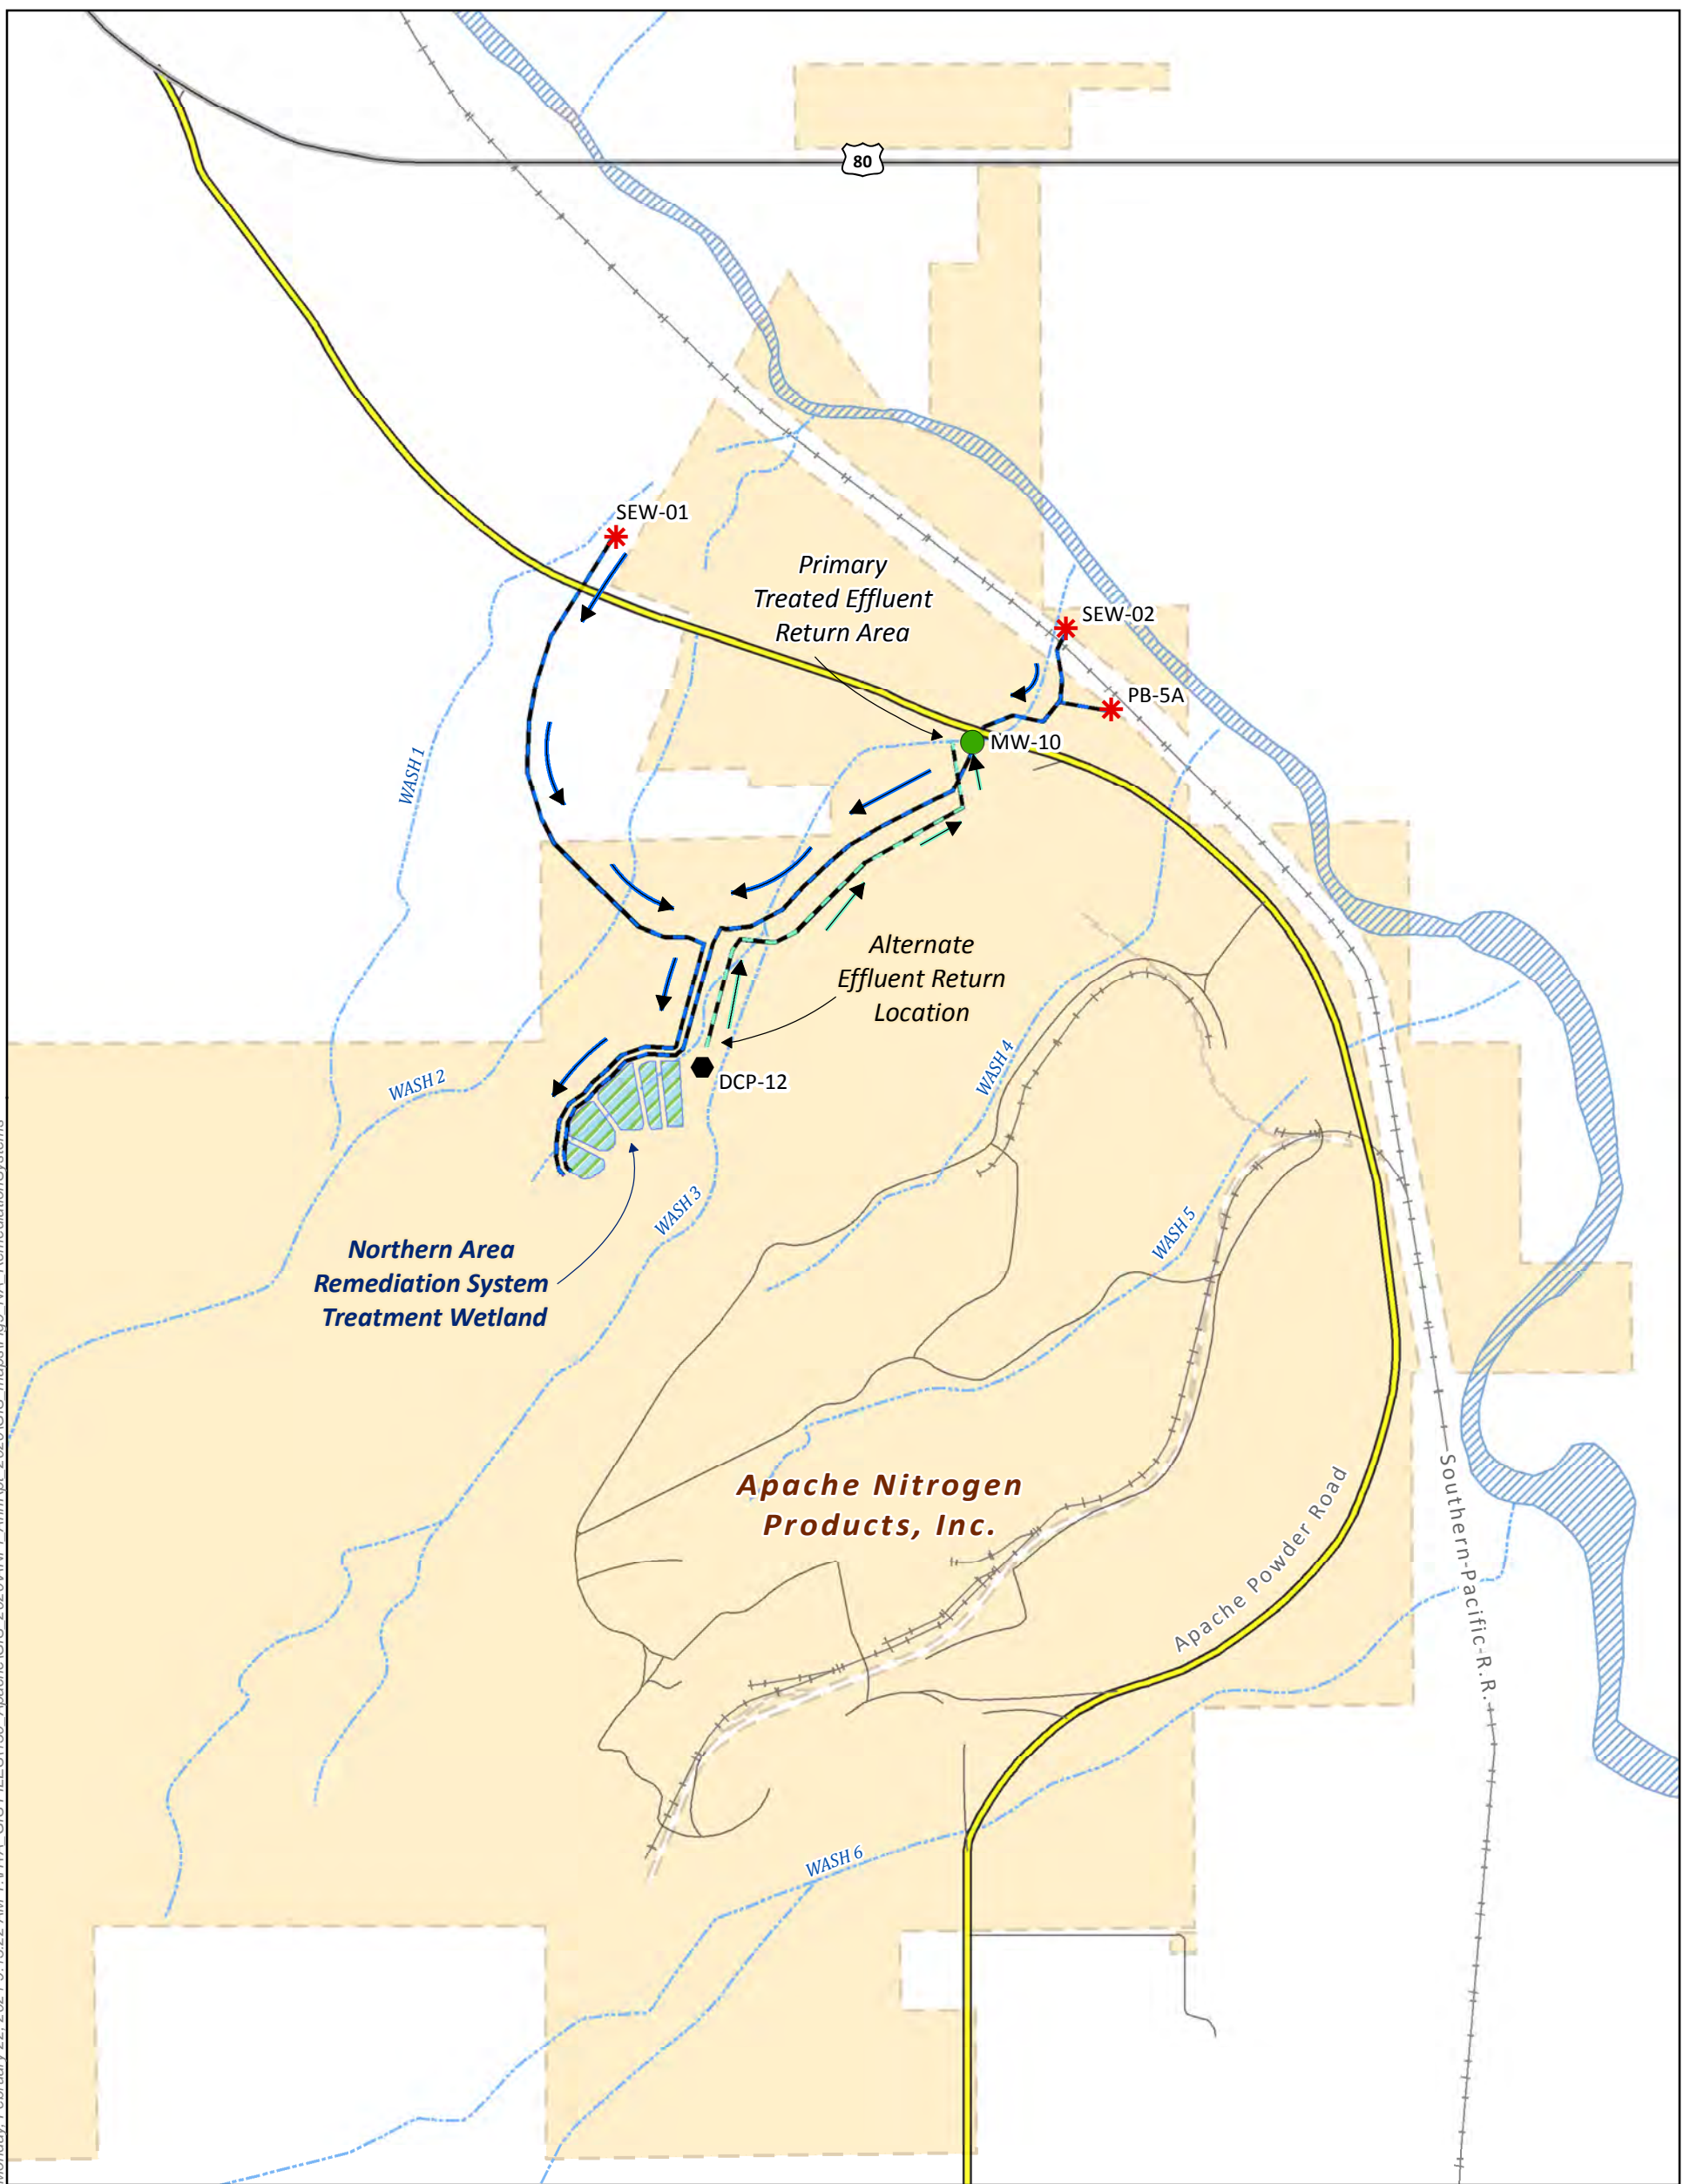 80
SEW-01
Primary
Treated Effluent
Return Area
SEW-02
PB-5A
MW-10
WASH 1
Alternate
Effluent Return
Location
WASH 2
DCP-12
WASH 4
WASH 3
WASH 5
Northern Area
Remediation System
Treatment Wetland
Apache Nitrogen
Products, Inc.
Apache Powder Road
Southern-Pacific-R.R.
WASH 6